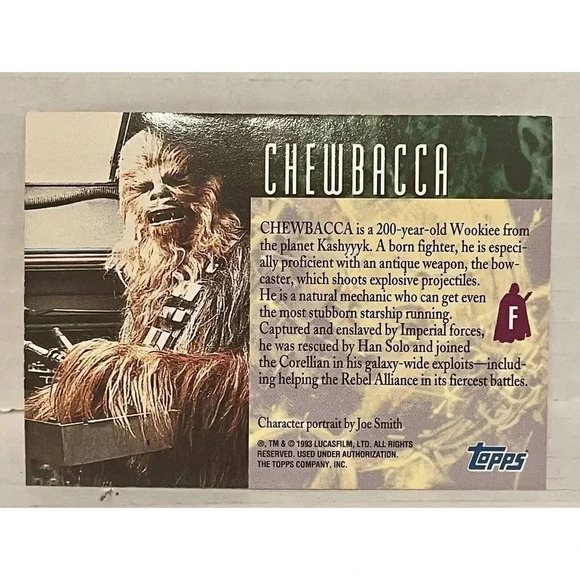 CHEWBACCA
CHEWBACCA is a 200-year-old Wookiee from
the planet Kashyyyk. A born fighter, he is especi-
ally proficient with an antique weapon, the bow-
caster, which shoots explosive projectiles.
He is a natural mechanic who can get even
the most stubborn starship running.
Captured and enslaved by Imperial forces,
he was rescued by Han Solo and joined
the Corellian in his galaxy-wide exploits—includ-
ing helping the Rebel Alliance in its fiercest battles.
F
Character portrait by Joe Smith
®, TM & © 1993 LUCASFILM, LTD. ALL RIGHTS
RESERVED. USED UNDER AUTHORIZATION.
THE TOPPS COMPANY, INC.
TOPPS